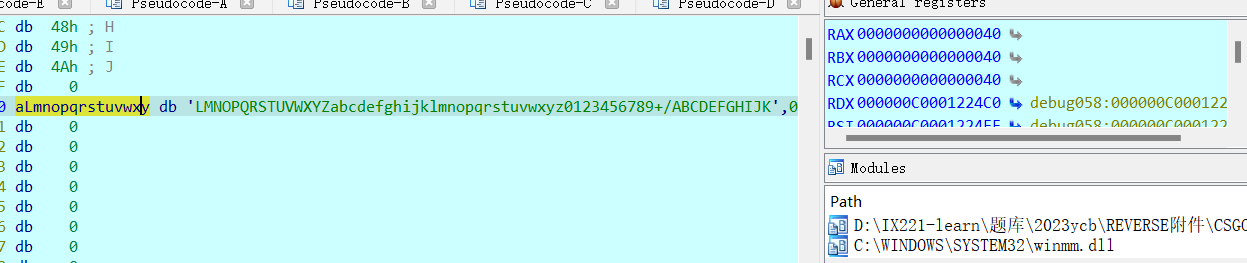 Pseudocode-A
Pseudocode-B
Pseudocode-C
Pseudocode-D
General registers
C db 48h ; H
D db 49h ; I
E db 4Ah ; J
F db 0
0 aLmnopqrstuvwxy db 'LMNOPQRSTUVWXYZabcdefghijklmnopqrstuvwxyz0123456789+/ABCDEFGHIJK',0
1 db 0
2 db 0
3 db 0
4 db 0
5 db 0
6 db 0
7 db 0
RAX 0000000000000040
RBX 0000000000000040
RCX 0000000000000040
RDX 000000C0001224C0 debug058:000000C000122
RSI 000000C0001224FF debug058:000000C000122
Modules
Path
D:\IX221-learn\题库\2023ycb\REVERSE附件\CSGO
C:\WINDOWS\SYSTEM32\winmm.dll